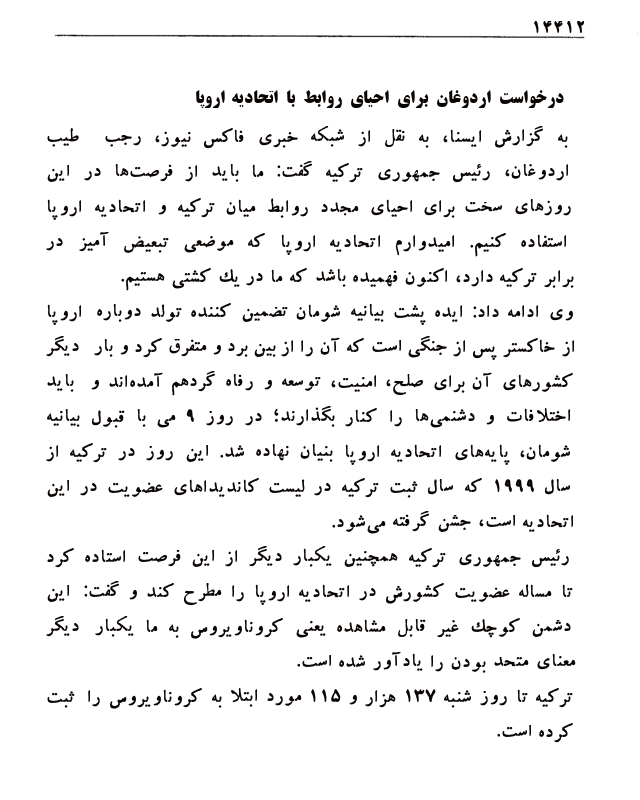 ۱۴۴۱۲
درخواست اردوغان برای احیای روابط با اتحادیه اروپا
به گزارش ایسنا، به نقل از شبکه خبری فاکس نیوز، رجب طیب
اردوغان، رئیس جمهوری ترکیه گفت: ما باید از فرصت‌ها در این
روزهای سخت برای احیای مجدد روابط میان ترکیه و اتحادیه اروپا
استفاده کنیم. امیدوارم اتحادیه اروپا که موضعی تبعیض آمیز در
برابر ترکیه دارد، اکنون فهمیده باشد که ما در یك کشتی هستیم.
وی ادامه داد: ایده پشت بیانیه شومان تضمین کننده تولد دوباره اروپا
از خاکستر پس از جنگی است که آن را از بین برد و متفرق کرد و بار دیگر
کشورهای آن برای صلح، امنیت، توسعه و رفاه گردهم آمده‌اند و باید
اختلافات و دشنمی‌ها را کنار بگذارند؛ در روز ۹ می با قبول بیانیه
شومان، پایه‌های اتحادیه اروپا بنیان نهاده شد. این روز در ترکیه از
سال ۱۹۹۹ که سال ثبت ترکیه در لیست کاندیداهای عضویت در این
اتحادیه است، جشن گرفته می‌شود.
رئیس جمهوری ترکیه همچنین یکبار دیگر از این فرصت استاده کرد
تا مساله عضویت کشورش در اتحادیه اروپا را مطرح کند و گفت: این
دشمن کوچك غیر قابل مشاهده یعنی کروناویروس به ما یکبار دیگر
معنای متحد بودن را یادآور شده است.
ترکیه تا روز شنبه ۱۳۷ هزار و ۱۱۵ مورد ابتلا به کروناویروس را ثبت
کرده است.